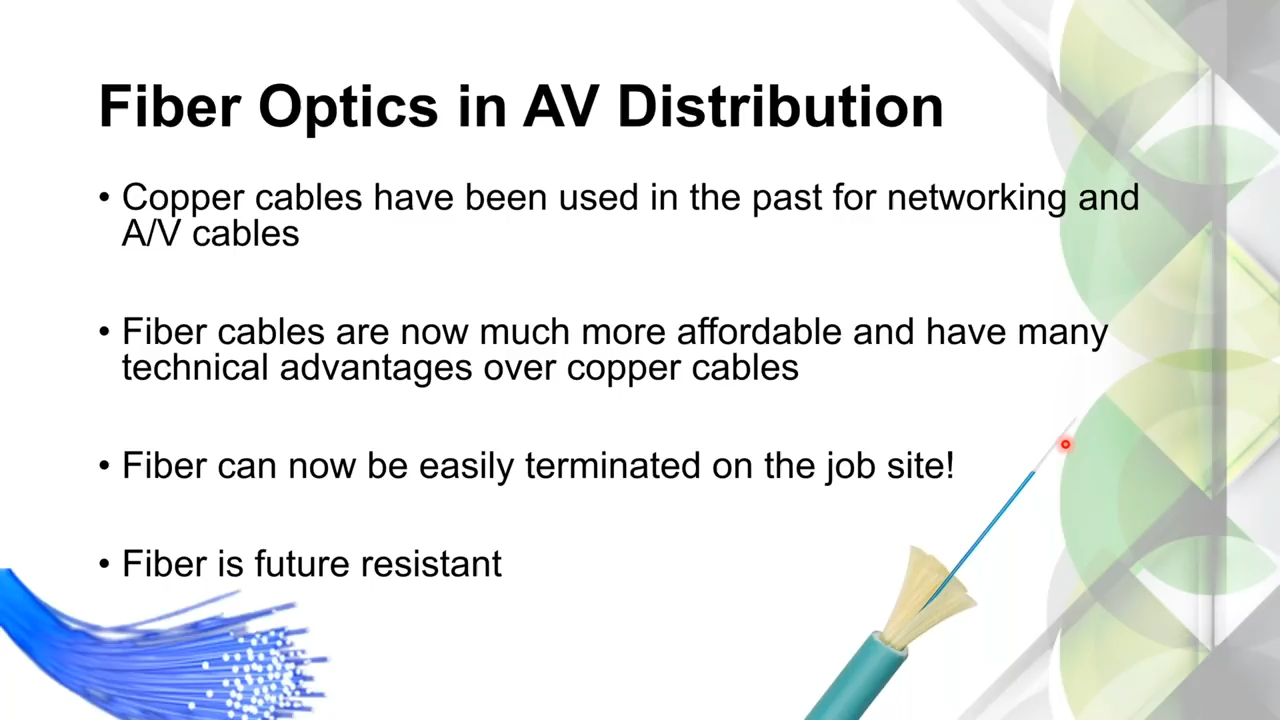 Fiber Optics in AV Distribution
• Copper cables have been used in the past for networking and
A/V cables
• Fiber cables are now much more affordable and have many
technical advantages over copper cables
• Fiber can now be easily terminated on the job site!
• Fiber is future resistant